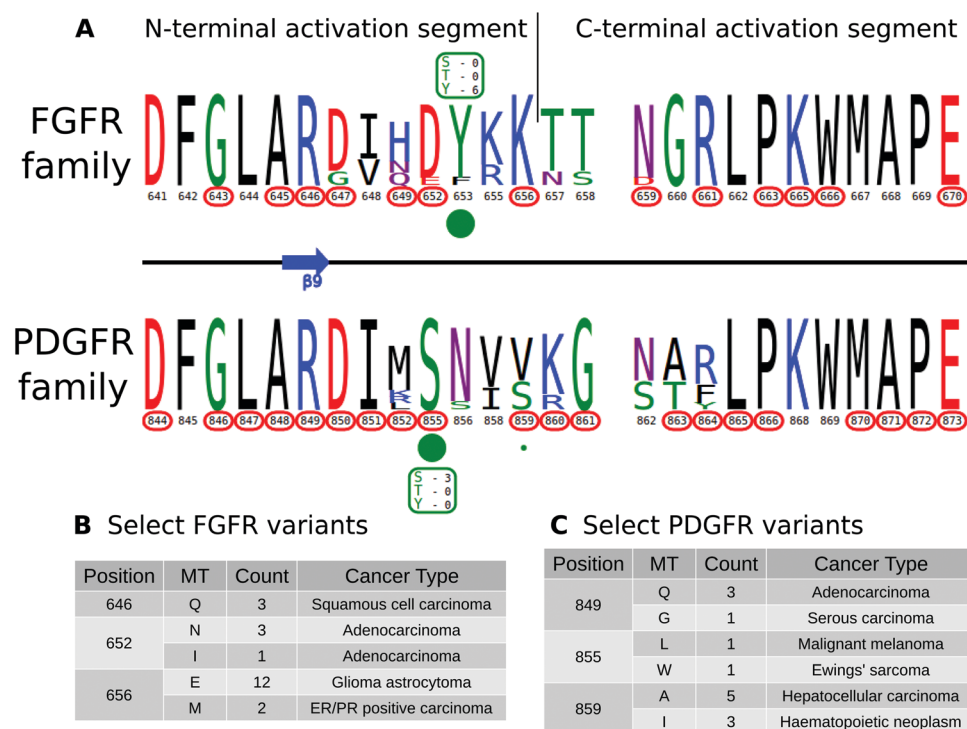 A N-terminal activation segment C-terminal activation segment
S - 0
T - 0
Y - 6
FGFR family
D F G L A R D I H D Y K K T T N G R L P K W M A P E
G V N E F R N S D
Q
641 642 643 644 645 646 647 648 649 652 653 655 656 657 658 659 660 661 662 663 665 666 667 668 669 670
β9
PDGFR family
D F G L A R D I M S N V V K G N A R L P K W M A P E
K S I S R S T F
R Y
L
844 845 846 847 848 849 850 851 852 855 856 858 859 860 861 862 863 864 865 866 868 869 870 871 872 873
S - 3
T - 0
Y - 0
B Select FGFR variants
Position MT Count Cancer Type
646 Q 3 Squamous cell carcinoma
652 N 3 Adenocarcinoma
I 1 Adenocarcinoma
656 E 12 Glioma astrocytoma
M 2 ER/PR positive carcinoma
C Select PDGFR variants
Position MT Count Cancer Type
849 Q 3 Adenocarcinoma
G 1 Serous carcinoma
855 L 1 Malignant melanoma
W 1 Ewings' sarcoma
859 A 5 Hepatocellular carcinoma
I 3 Haematopoietic neoplasm